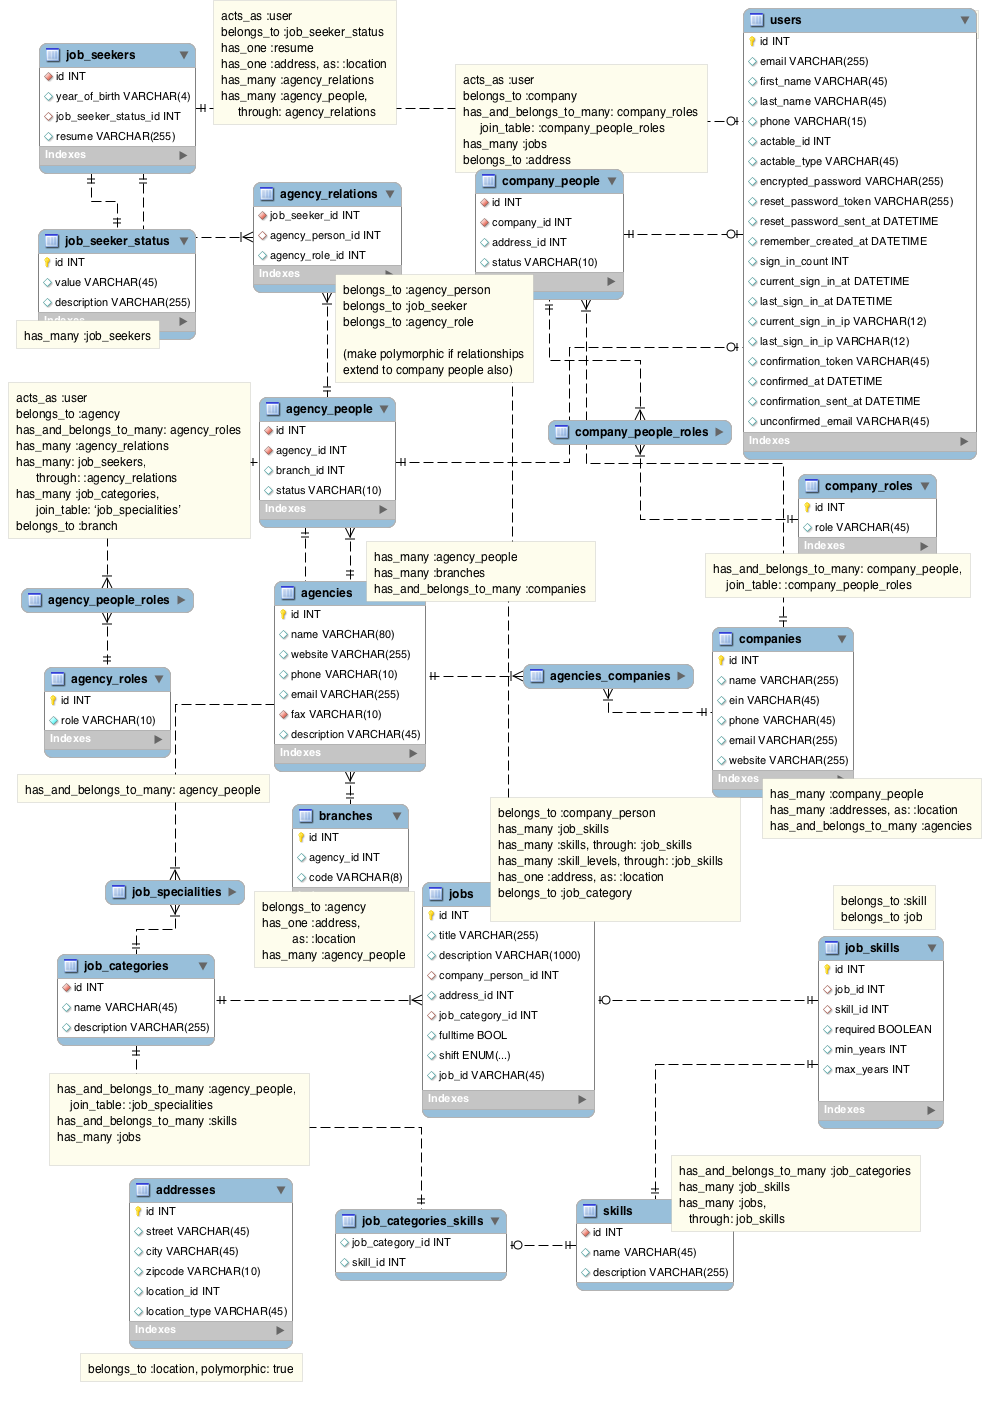 acts_as :user
belongs_to :job_seeker_status
has_one :resume
has_one :address, as: :location
has_many :agency_relations
has_many :agency_people,
through: agency_relations
job_seekers
id INT
year_of_birth VARCHAR(4)
job_seeker_status_id INT
resume VARCHAR(255)
Indexes
acts_as :user
belongs_to :company
has_and_belongs_to_many: company_roles
join_table: :company_people_roles
has_many :jobs
belongs_to :address
users
id INT
email VARCHAR(255)
first_name VARCHAR(45)
last_name VARCHAR(45)
phone VARCHAR(15)
actable_id INT
actable_type VARCHAR(45)
encrypted_password VARCHAR(255)
reset_password_token VARCHAR(255)
reset_password_sent_at DATETIME
remember_created_at DATETIME
sign_in_count INT
current_sign_in_at DATETIME
last_sign_in_at DATETIME
current_sign_in_ip VARCHAR(12)
last_sign_in_ip VARCHAR(12)
confirmation_token VARCHAR(45)
confirmed_at DATETIME
confirmation_sent_at DATETIME
unconfirmed_email VARCHAR(45)
Indexes
agency_relations
job_seeker_id INT
agency_person_id INT
agency_role_id INT
Indexes
company_people
id INT
company_id INT
address_id INT
status VARCHAR(10)
job_seeker_status
id INT
value VARCHAR(45)
description VARCHAR(255)
Indexes
has_many :job_seekers
belongs_to :agency_person
belongs_to :job_seeker
belongs_to :agency_role
(make polymorphic if relationships
extend to company people also)
acts_as :user
belongs_to :agency
has_and_belongs_to_many: agency_roles
has_many :agency_relations
has_many: job_seekers,
through: :agency_relations
has_many :job_categories,
join_table: ‘job_specialities’
belongs_to :branch
agency_people
id INT
agency_id INT
branch_id INT
status VARCHAR(10)
Indexes
company_people_roles
company_roles
id INT
role VARCHAR(45)
Indexes
has_and_belongs_to_many: company_people,
join_table: :company_people_roles
has_many :agency_people
has_many :branches
has_and_belongs_to_many :companies
agency_people_roles
agencies
id INT
name VARCHAR(80)
website VARCHAR(255)
phone VARCHAR(10)
email VARCHAR(255)
fax VARCHAR(10)
description VARCHAR(45)
Indexes
agency_roles
id INT
role VARCHAR(10)
Indexes
agencies_companies
companies
id INT
name VARCHAR(255)
ein VARCHAR(45)
phone VARCHAR(45)
email VARCHAR(255)
website VARCHAR(255)
Indexes
has_many :company_people
has_many :addresses, as: :location
has_and_belongs_to_many :agencies
has_and_belongs_to_many: agency_people
branches
id INT
agency_id INT
code VARCHAR(8)
belongs_to :agency
has_one :address,
as: :location
has_many :agency_people
belongs_to :company_person
has_many :job_skills
has_many :skills, through: :job_skills
has_many :skill_levels, through: :job_skills
has_one :address, as: :location
belongs_to :job_category
job_specialities
jobs
id INT
title VARCHAR(255)
description VARCHAR(1000)
company_person_id INT
address_id INT
job_category_id INT
fulltime BOOL
shift ENUM(...)
job_id VARCHAR(45)
Indexes
belongs_to :skill
belongs_to :job
job_skills
id INT
job_id INT
skill_id INT
required BOOLEAN
min_years INT
max_years INT
Indexes
job_categories
id INT
name VARCHAR(45)
description VARCHAR(255)
has_and_belongs_to_many :agency_people,
join_table: :job_specialities
has_and_belongs_to_many :skills
has_many :jobs
addresses
id INT
street VARCHAR(45)
city VARCHAR(45)
zipcode VARCHAR(10)
location_id INT
location_type VARCHAR(45)
Indexes
belongs_to :location, polymorphic: true
job_categories_skills
job_category_id INT
skill_id INT
skills
id INT
name VARCHAR(45)
description VARCHAR(255)
has_and_belongs_to_many :job_categories
has_many :job_skills
has_many :jobs,
through: :job_skills